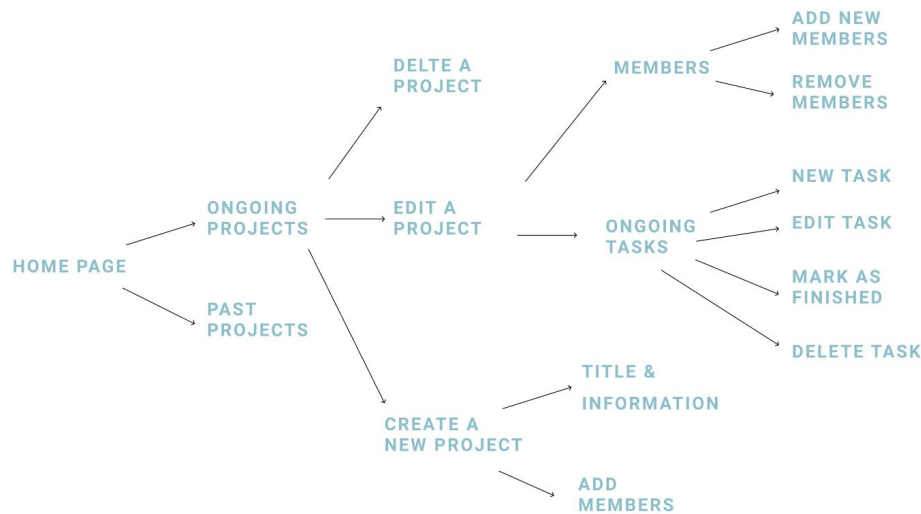 HOME PAGE
ONGOING
PROJECTS
PAST
PROJECTS
DELTE A
PROJECT
EDIT A
PROJECT
CREATE A
NEW PROJECT
MEMBERS
ONGOING
TASKS
TITLE &
INFORMATION
ADD
MEMBERS
ADD NEW
MEMBERS
REMOVE
MEMBERS
NEW TASK
EDIT TASK
MARK AS
FINISHED
DELETE TASK